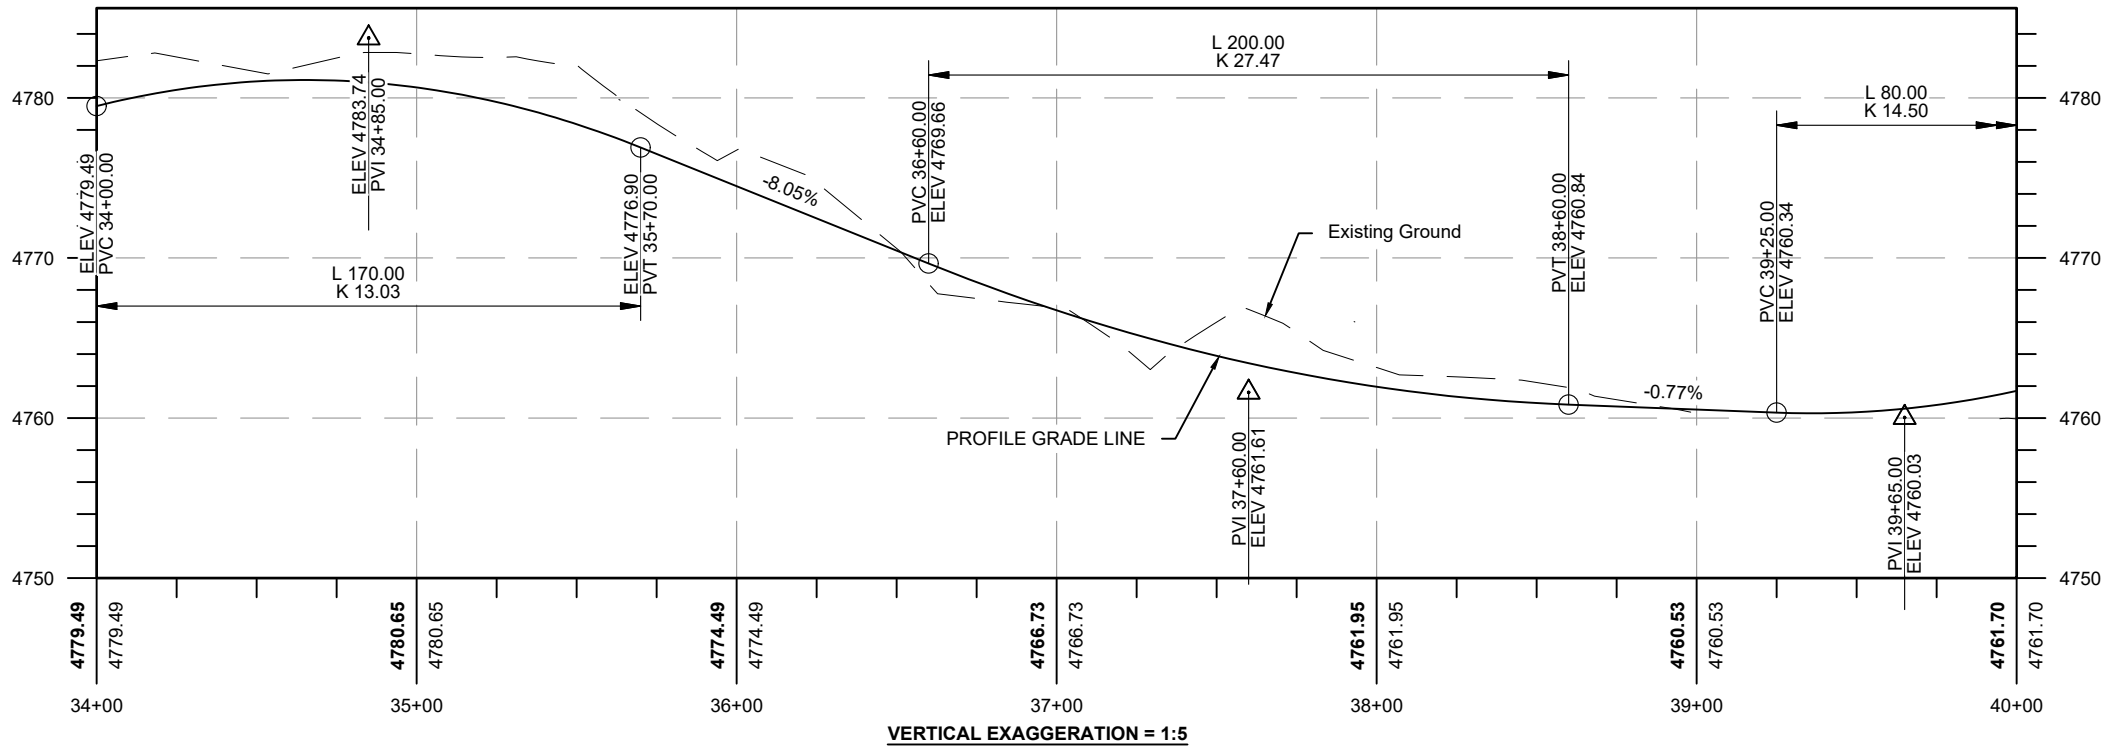 4780
4770
4760
4750
ELEV 4779.49
PVC 34+00.00
ELEV 4783.74
PVI 34+85.00
L 170.00
K 13.03
ELEV 4776.90
PVT 35+70.00
-8.05%
PVC 36+60.00
ELEV 4769.66
L 200.00
K 27.47
Existing Ground
PROFILE GRADE LINE
PVI 37+60.00
ELEV 4761.61
PVT 38+60.00
ELEV 4760.84
-0.77%
PVC 39+25.00
ELEV 4760.34
L 80.00
K 14.50
PVI 39+65.00
ELEV 4760.03
4780
4770
4760
4750
4779.49
4779.49
4780.65
4780.65
4774.49
4774.49
4766.73
4766.73
4761.95
4761.95
4760.53
4760.53
4761.70
4761.70
34+00
35+00
36+00
37+00
38+00
39+00
40+00
VERTICAL EXAGGERATION = 1:5